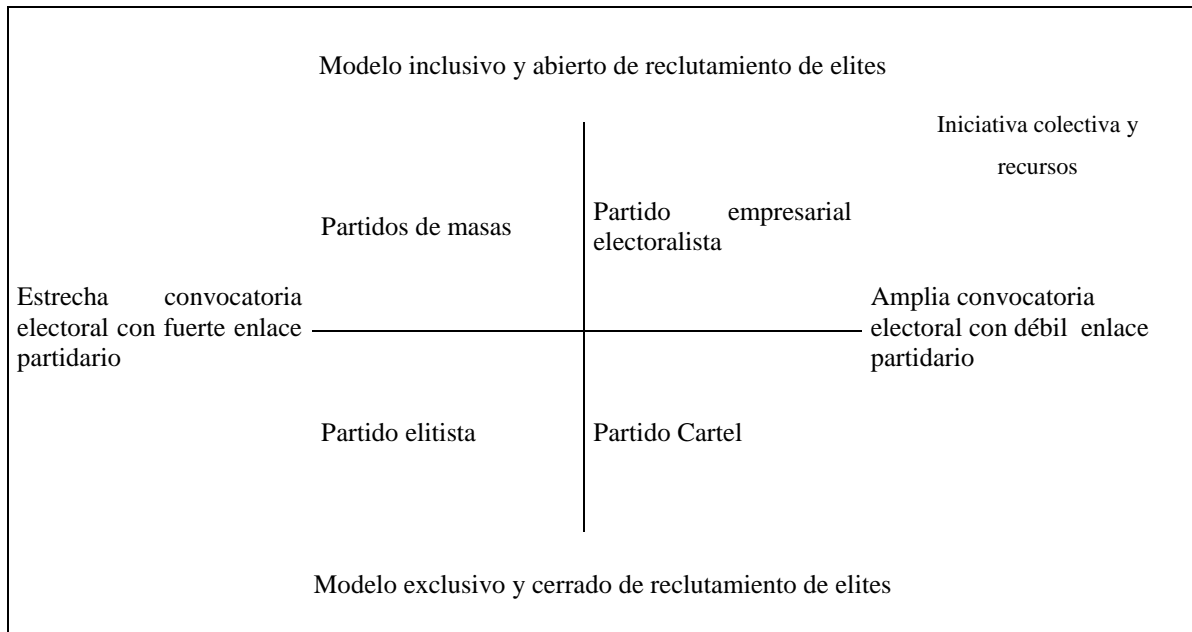 Modelo inclusivo y abierto de reclutamiento de elites
Iniciativa colectiva y
recursos
Partidos de masas
Partido empresarial
electoralista
Estrecha convocatoria
electoral con fuerte enlace
partidario
Amplia convocatoria
electoral con débil enlace
partidario
Partido elitista
Partido Cartel
Modelo exclusivo y cerrado de reclutamiento de elites